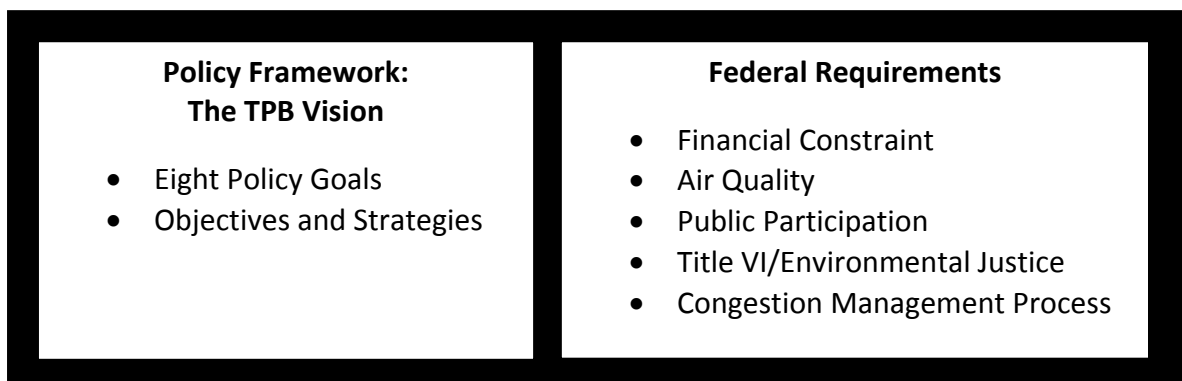 Policy Framework:
The TPB Vision
• Eight Policy Goals
• Objectives and Strategies
Federal Requirements
• Financial Constraint
• Air Quality
• Public Participation
• Title VI/Environmental Justice
• Congestion Management Process